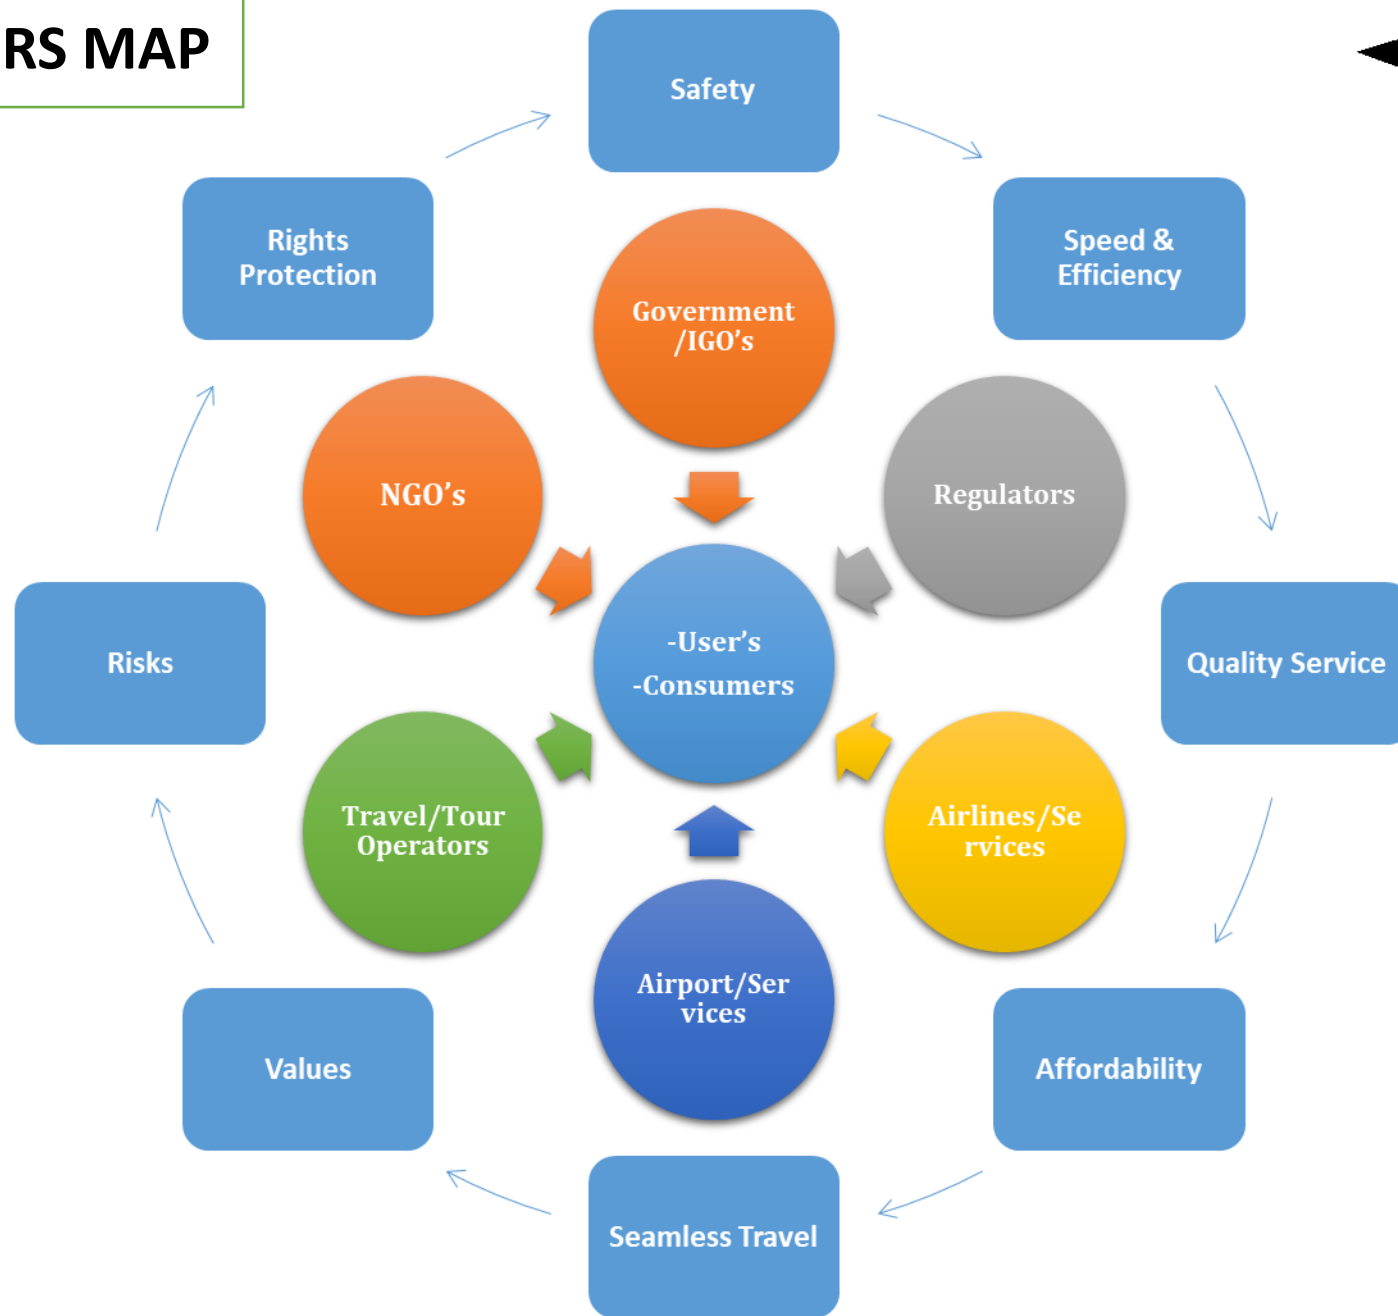 RS MAP
Safety
Rights
Protection
Speed &
Efficiency
Government
/IGO's
NGO's
Regulators
-User's
-Consumers
Risks
Quality Service
Travel/Tour
Operators
Airlines/Se
rvices
Airport/Ser
vices
Values
Affordability
Seamless Travel